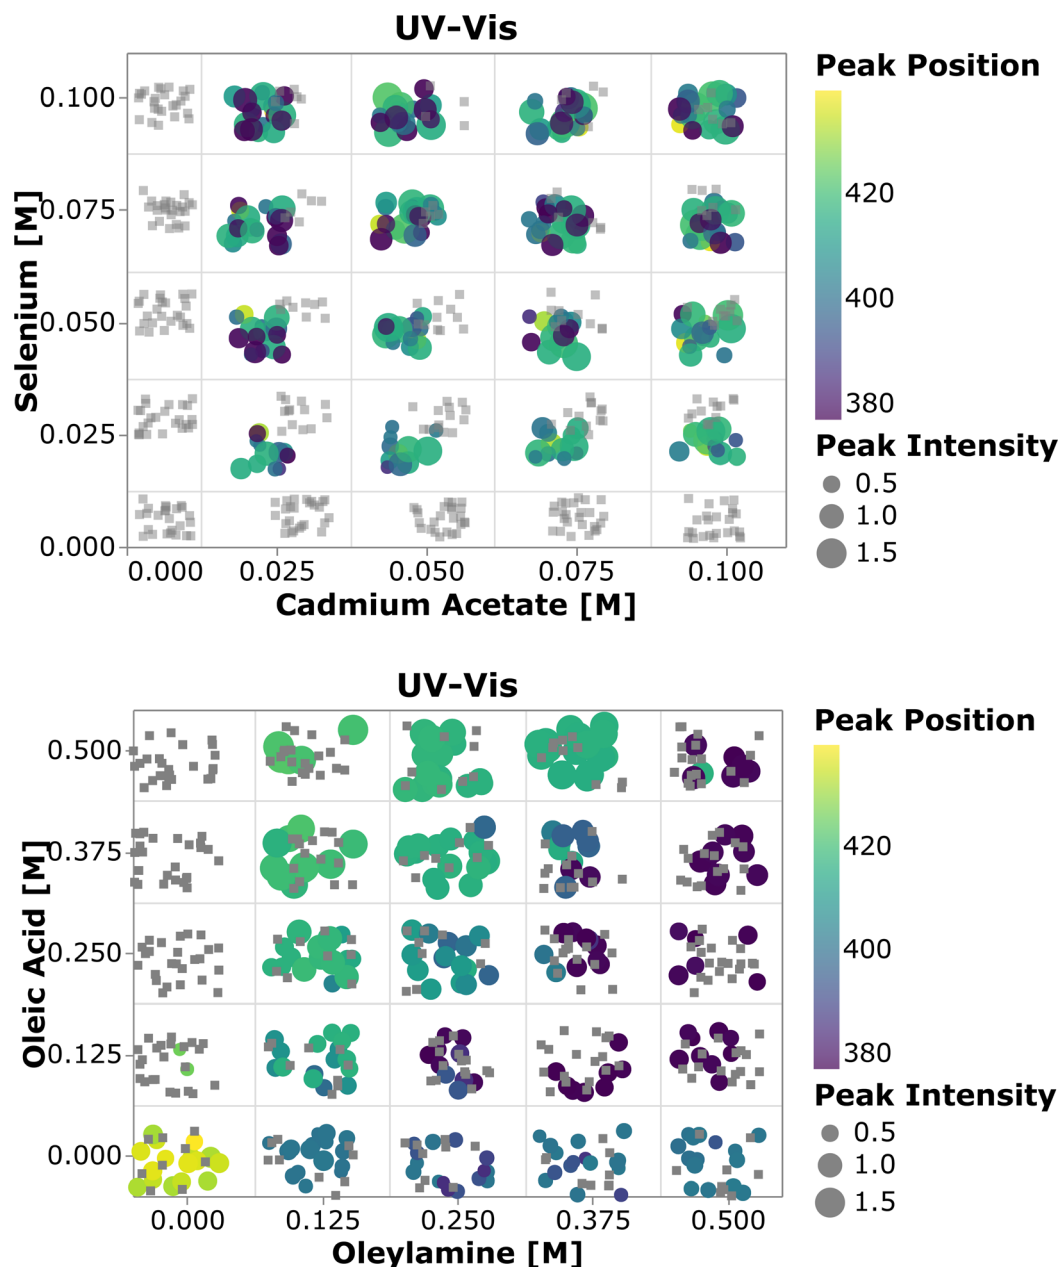 UV-Vis
Peak Position
420
400
380
Peak Intensity
0.5
1.0
1.5
Selenium [M]
0.100
0.075
0.050
0.025
0.000
0.000 0.025 0.050 0.075 0.100
Cadmium Acetate [M]
UV-Vis
Peak Position
420
400
380
Peak Intensity
0.5
1.0
1.5
Oleic Acid [M]
0.500
0.375
0.250
0.125
0.000
0.000 0.125 0.250 0.375 0.500
Oleylamine [M]